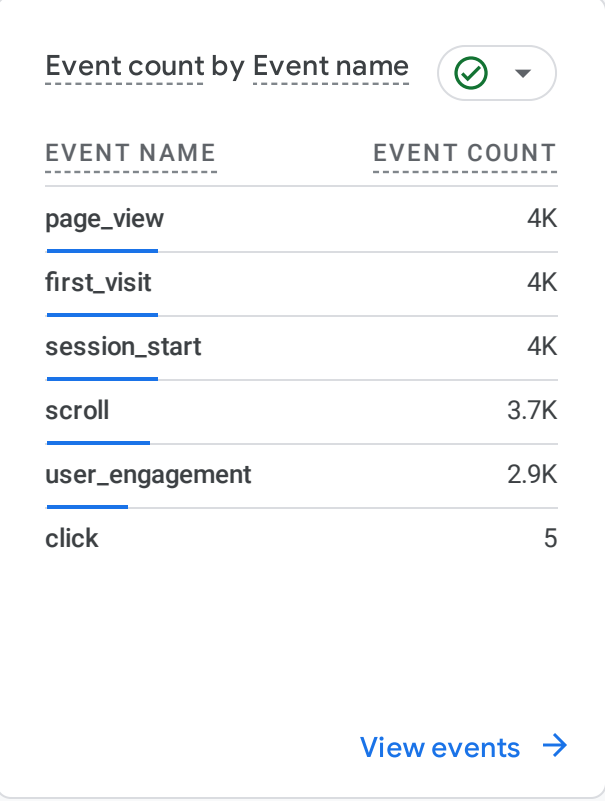 Event count by Event name
EVENT NAME EVENT COUNT
page_view 4K
first_visit 4K
session_start 4K
scroll 3.7K
user_engagement 2.9K
click 5
View events